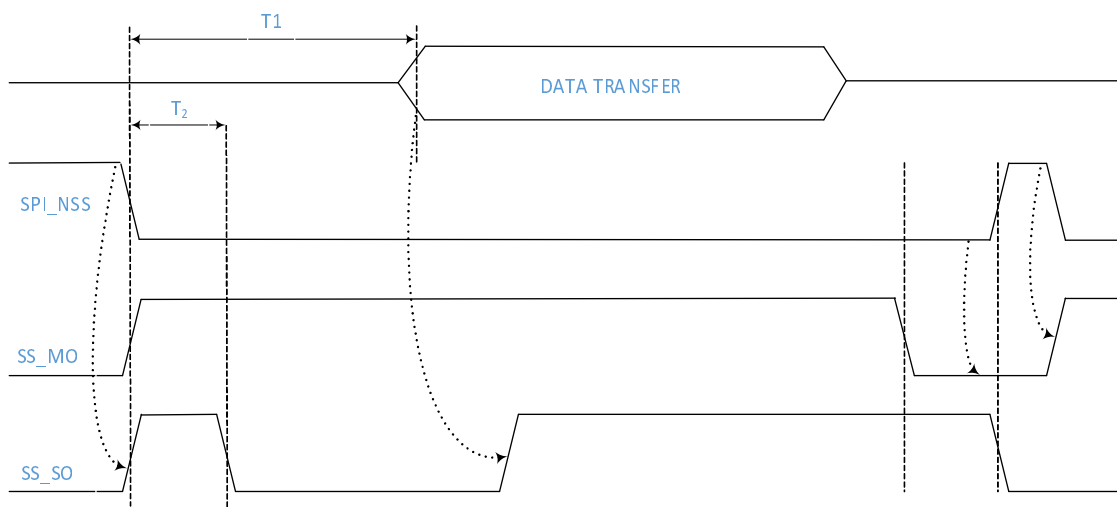 T1
DATA TRANSFER
T₂
SPI_NSS
SS_MO
SS_SO